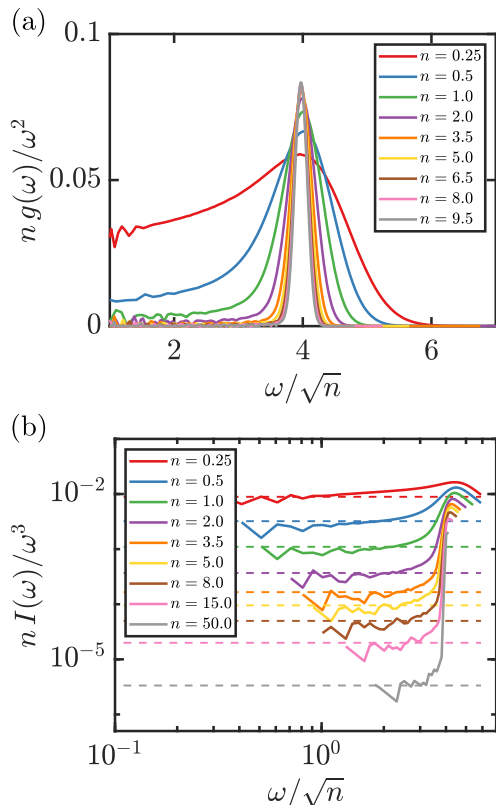 (a)
0.1
0.05
0
n g(ω)/ω²
n = 0.25
n = 0.5
n = 1.0
n = 2.0
n = 3.5
n = 5.0
n = 6.5
n = 8.0
n = 9.5
2 4 6
ω/√n
(b)
10⁻²
10⁻⁵
n I(ω)/ω³
n = 0.25
n = 0.5
n = 1.0
n = 2.0
n = 3.5
n = 5.0
n = 8.0
n = 15.0
n = 50.0
10⁻¹ 10⁰
ω/√n